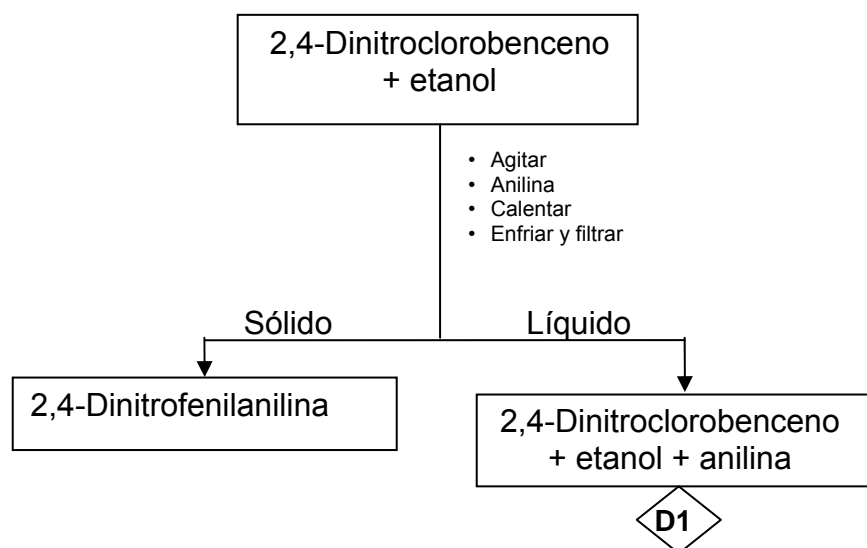 2,4-Dinitroclorobenceno
+ etanol
• Agitar
• Anilina
• Calentar
• Enfriar y filtrar
Sólido
Líquido
2,4-Dinitrofenilanilina
2,4-Dinitroclorobenceno
+ etanol + anilina
D1